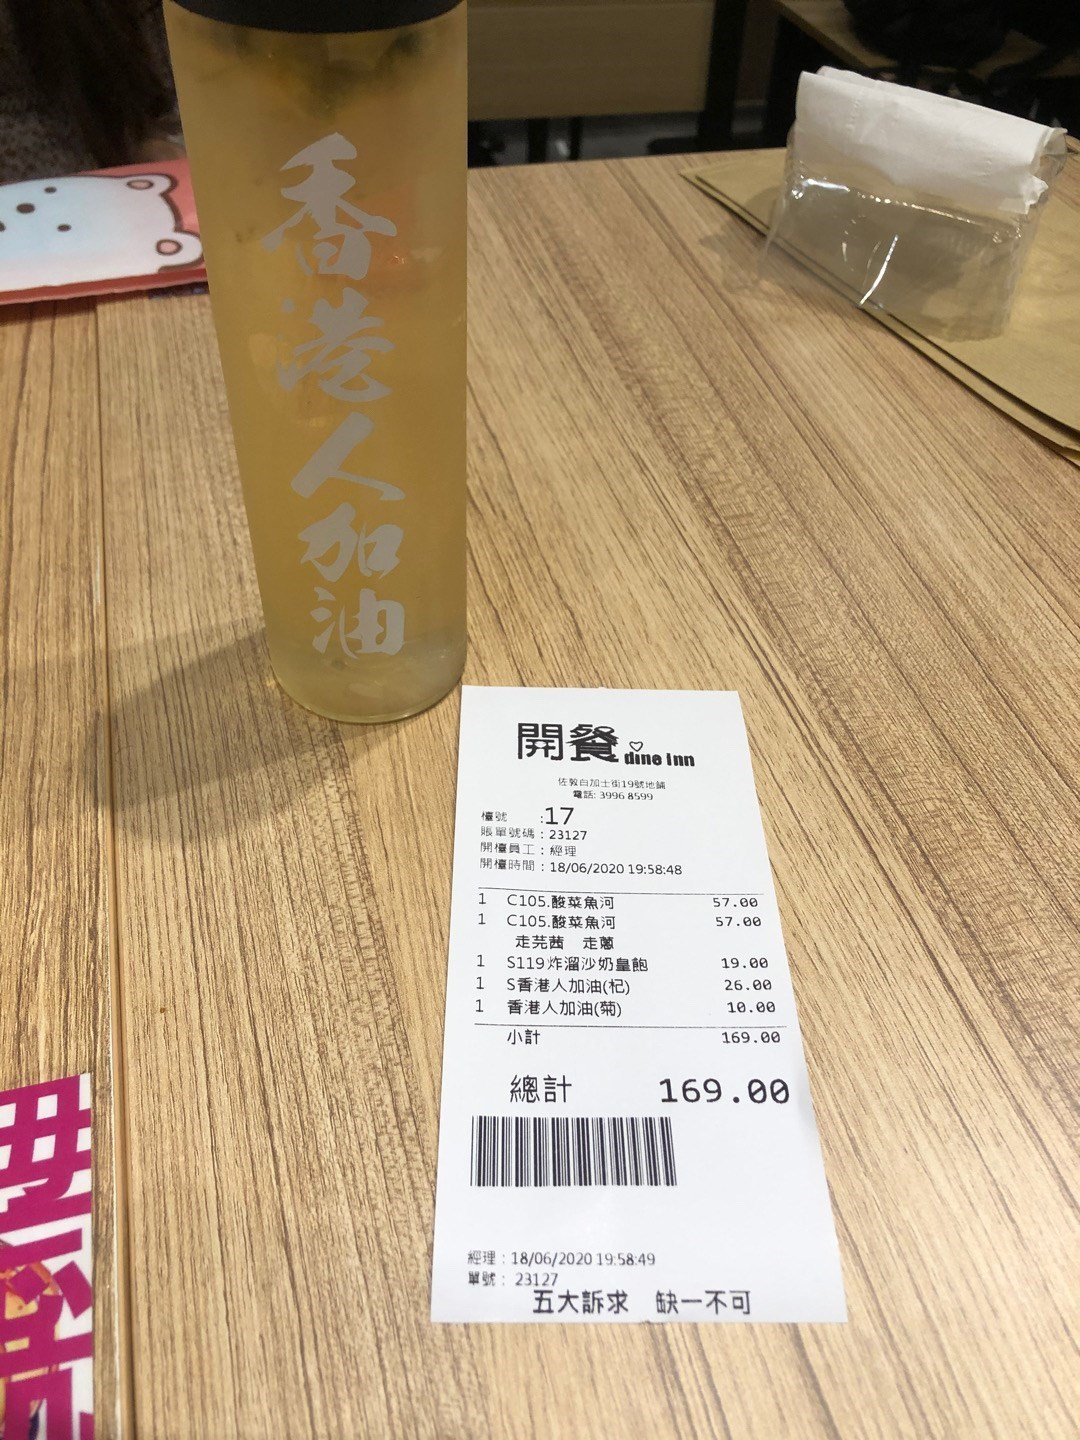 香港人加油
開餐 dine inn
佐敦白加士街19號地鋪
電話: 3996 8599
檯號 :17
賬單號碼 : 23127
開檯員工 : 經理
開檯時間 : 18/06/2020 19:58:48
1 C105.酸菜魚河 57.00
1 C105.酸菜魚河 57.00
走芫茜 走蔥
1 S119炸溜沙奶皇飽 19.00
1 S香港人加油(杞) 26.00
1 香港人加油(菊) 10.00
小計 169.00
總計 169.00
經理 : 18/06/2020 19:58:49
單號 : 23127
五大訴求 缺一不可